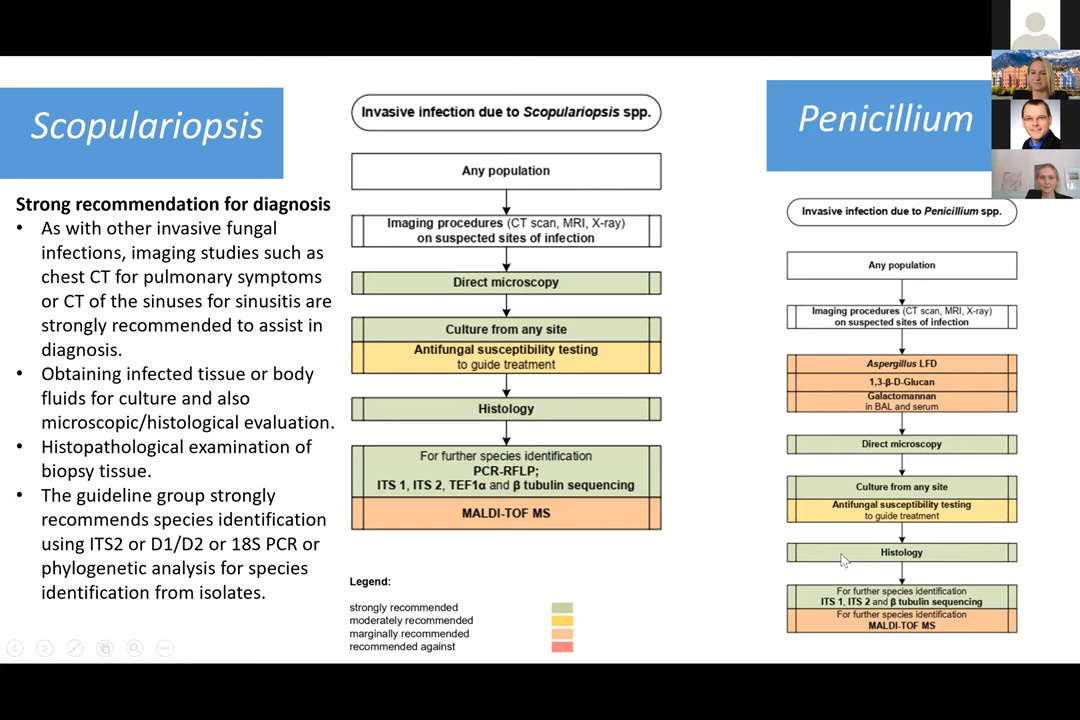 Scopulariopsis
Strong recommendation for diagnosis
• As with other invasive fungal
infections, imaging studies such as
chest CT for pulmonary symptoms
or CT of the sinuses for sinusitis are
strongly recommended to assist in
diagnosis.
• Obtaining infected tissue or body
fluids for culture and also
microscopic/histological evaluation.
• Histopathological examination of
biopsy tissue.
• The guideline group strongly
recommends species identification
using ITS2 or D1/D2 or 18S PCR or
phylogenetic analysis for species
identification from isolates.
Invasive infection due to Scopulariopsis spp.
Any population
Imaging procedures (CT scan, MRI, X-ray)
on suspected sites of infection
Direct microscopy
Culture from any site
Antifungal susceptibility testing
to guide treatment
Histology
For further species identification
PCR-RFLP;
ITS 1, ITS 2, TEF1α and β tubulin sequencing
MALDI-TOF MS
Legend:
strongly recommended
moderately recommended
marginally recommended
recommended against
Penicillium
Invasive infection due to Penicillium spp.
Any population
Imaging procedures (CT scan, MRI, X-ray)
on suspected sites of infection
Aspergillus LFD
1,3-β-D-Glucan
Galactomannan
in BAL and serum
Direct microscopy
Culture from any site
Antifungal susceptibility testing
to guide treatment
Histology
For further species identification
ITS 1, ITS 2 and β tubulin sequencing
For further species identification
MALDI-TOF MS